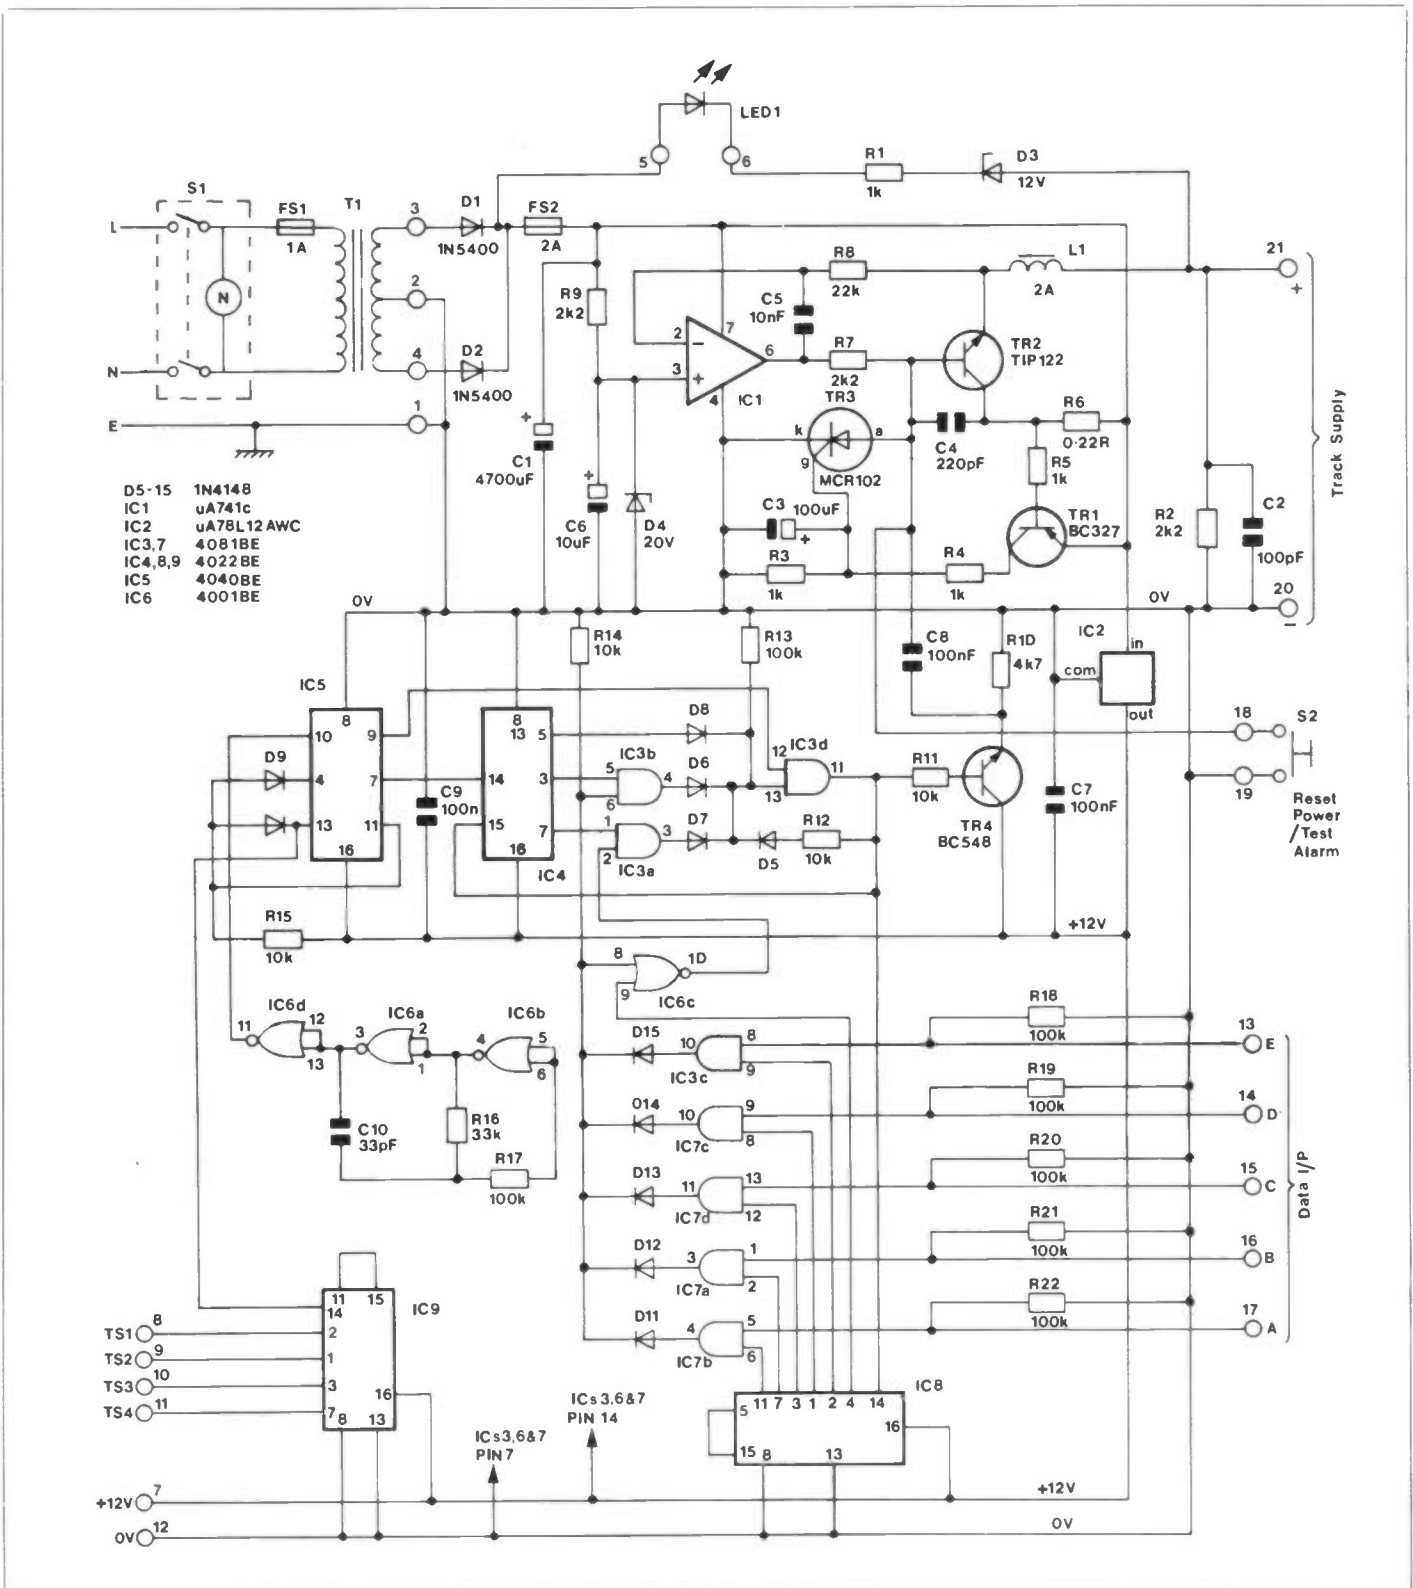 LED1
5
6
R1
1k
D3
12V
S1
L
N
N
E
FS1
1A
T1
3
2
4
1
D1
1N5400
D2
1N5400
FS2
2A
R9
2k2
C5
10nF
R8
22k
L1
2A
21
+
2
-
3
+
7
4
6
IC1
R7
2k2
TR2
TIP122
TR3
k
a
g
MCR102
C4
220pF
R6
0·22R
R5
1k
TR1
BC327
+
C1
4700uF
+
C6
10uF
D4
20V
C3
100uF
+
R3
1k
R4
1k
R2
2k2
C2
100pF
Track Supply
20
-
D5-15 1N4148
IC1 uA741c
IC2 uA78L12AWC
IC3,7 4081BE
IC4,8,9 4022BE
IC5 4040BE
IC6 4001BE
0V
0V
R14
10k
R13
100k
C8
100nF
R1D
4k7
IC2
in
com
out
IC5
8
10
9
4
7
13
11
16
D9
C9
100n
8
13
5
14
3
15
7
16
IC4
D8
IC3b
5
6
4
D6
1
2
3
IC3a
D7
D5
R12
10k
12
13
IC3d
11
R11
10k
TR4
BC548
C7
100nF
18
19
S2
Reset
Power
/Test
Alarm
R15
10k
+12V
8
9
1D
IC6c
IC6d
11
12
13
IC6a
3
2
1
IC6b
4
5
6
C10
33pF
R16
33k
R17
100k
D15
10
8
9
IC3c
O14
10
9
8
IC7c
D13
11
13
12
IC7d
D12
3
1
2
IC7a
D11
4
5
6
IC7b
R18
100k
R19
100k
R20
100k
R21
100k
R22
100k
13
E
14
D
15
C
16
B
17
A
Data I/P
IC9
11
15
14
2
1
3
7
8
13
16
TS1
8
TS2
9
TS3
10
TS4
11
ICs3,6&7
PIN 14
ICs3,6&7
PIN7
IC8
11
7
3
1
2
4
14
5
15
8
13
16
+12V
7
0V
12
+12V
0V